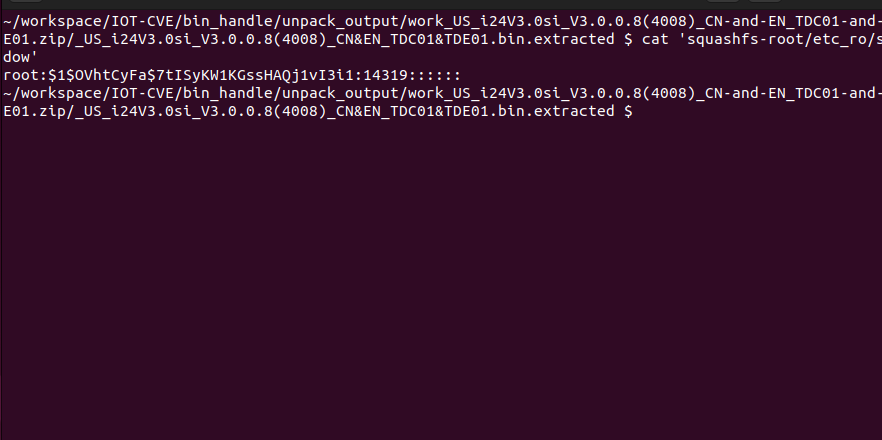 ~/workspace/IOT-CVE/bin_handle/unpack_output/work_US_i24V3.0si_V3.0.0.8(4008)_CN-and-EN_TDC01-and-
E01.zip/_US_i24V3.0si_V3.0.0.8(4008)_CN&EN_TDC01&TDE01.bin.extracted $ cat 'squashfs-root/etc_ro/s
dow'
root:$1$OVhtCyFa$7tISyKW1KGssHAQj1vI3i1:14319::::::
~/workspace/IOT-CVE/bin_handle/unpack_output/work_US_i24V3.0si_V3.0.0.8(4008)_CN-and-EN_TDC01-and-
E01.zip/_US_i24V3.0si_V3.0.0.8(4008)_CN&EN_TDC01&TDE01.bin.extracted $